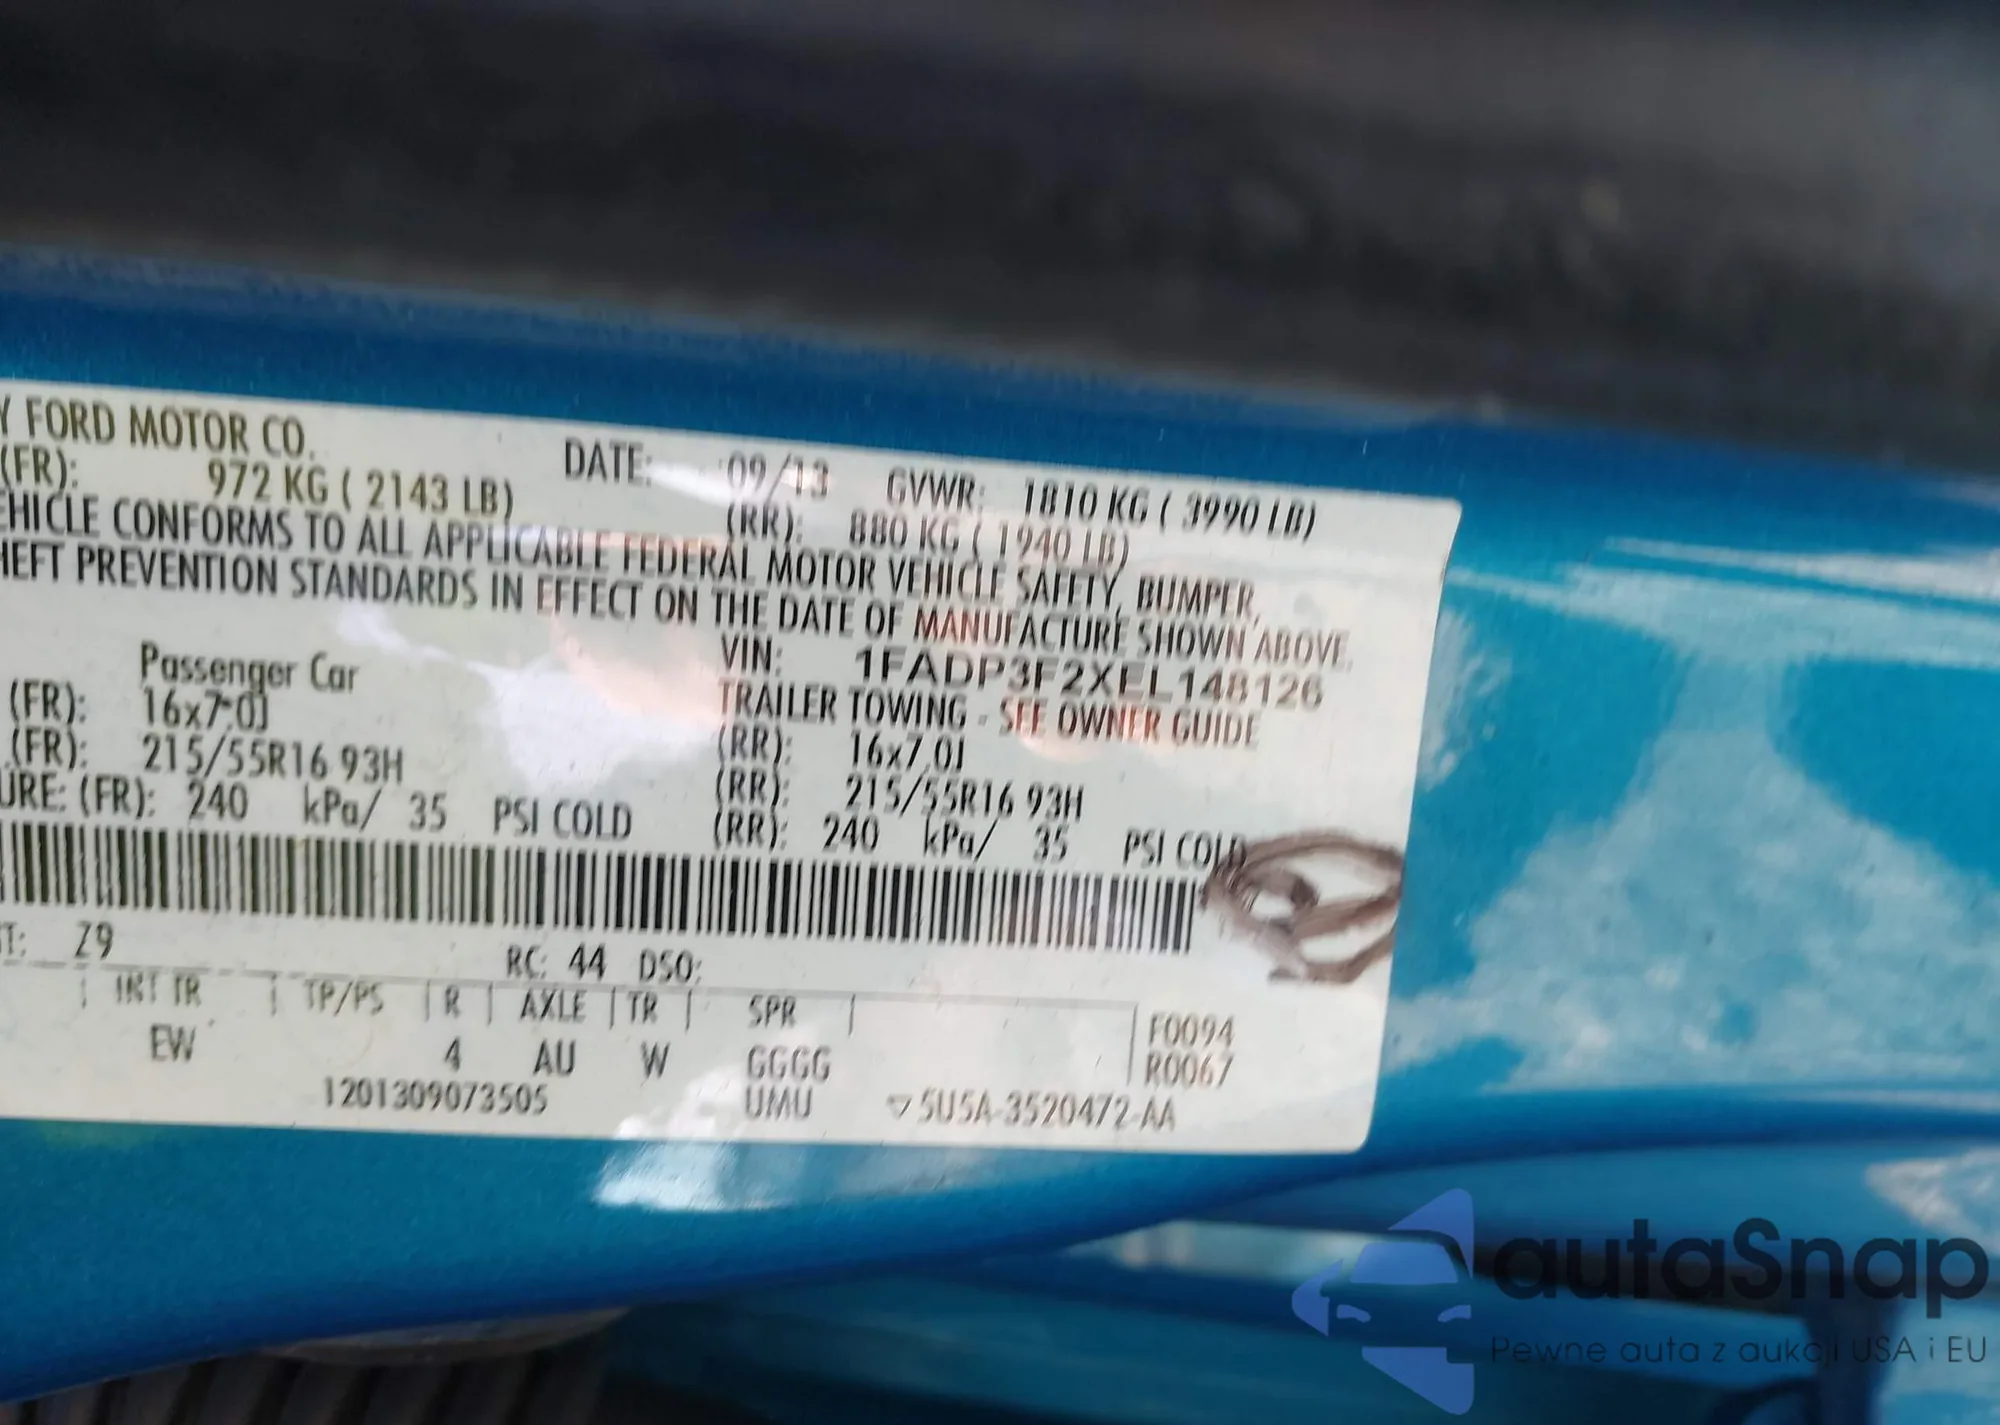 Y FORD MOTOR CO.
DATE: 09/13 GVWR: 1810 KG ( 3990 LB)
(FR): 972 KG ( 2143 LB) (RR): 880 KG ( 1940 LB)
EHICLE CONFORMS TO ALL APPLICABLE FEDERAL MOTOR VEHICLE SAFETY, BUMPER,
HEFT PREVENTION STANDARDS IN EFFECT ON THE DATE OF MANUFACTURE SHOWN ABOVE.
VIN: 1FADP3F2XEL148126
Passenger Car TRAILER TOWING - SEE OWNER GUIDE
(FR): 16x7.0J (RR): 16x7.0J
(FR): 215/55R16 93H (RR): 215/55R16 93H
URE: (FR): 240 kPa/ 35 PSI COLD (RR): 240 kPa/ 35 PSI COLD
T: Z9 RC: 44 DSO:
INT TR TP/PS R AXLE TR SPR F0094
EW 4 AU W GGGG R0067
1201309073505 UMU ▽5U5A-3520472-AA
autaSnap
Pewne auta z aukcji USA i EU